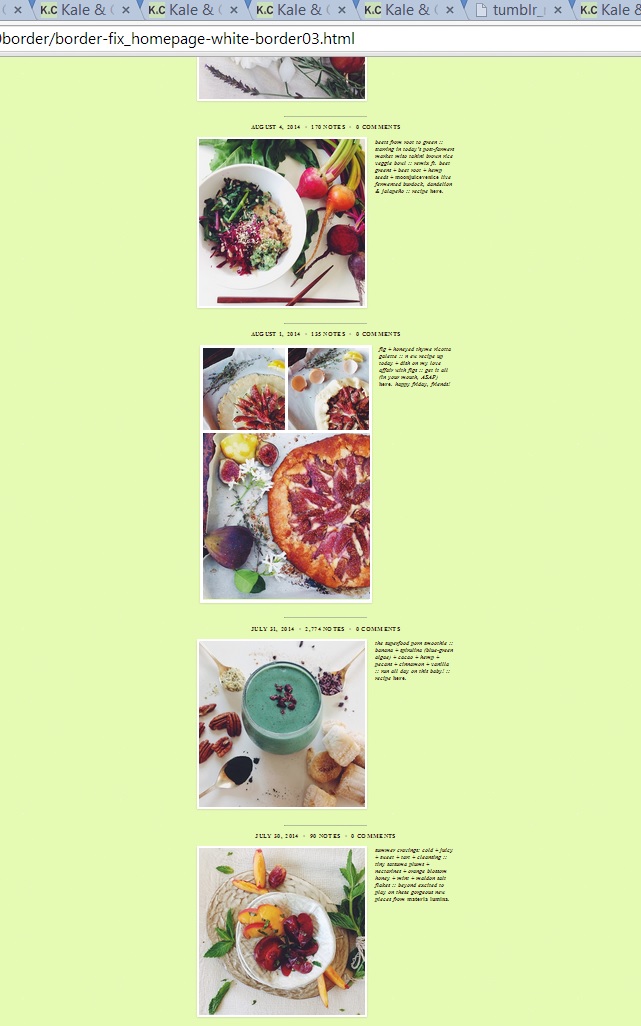 K.C Kale & C
K.C Kale & C
K.C Kale & C
K.C Kale & C
tumblr_
K.C Kale &
border/border-fix_homepage-white-border03.html
AUGUST 4, 2014 • 170 NOTES • 0 COMMENTS
beets from root to green ::
starring in today's post-farmers
market miso tahini brown rice
veggie bowl :: remix ft. beet
greens + beet root + hemp
seeds + moonjuicevenice live
fermented burdock, dandelion
& jalapeño :: recipe here.
AUGUST 1, 2014 • 135 NOTES • 0 COMMENTS
fig + honeyed thyme ricotta
galette :: new recipe up
today + dish on my love
affair with figs :: get it all
(in your mouth, ASAP)
here. happy friday, friends!
JULY 31, 2014 • 2,774 NOTES • 0 COMMENTS
the superfood porn smoothie ::
banana + spirulina (blue-green
algae) + cacao + hemp +
pecans + cinnamon + vanilla
:: run all day on this baby! ::
recipe here.
JULY 30, 2014 • 90 NOTES • 0 COMMENTS
summer cravings: cold + juicy
+ sweet + tart + cleansing ::
tiny satsuma plums +
nectarines + orange blossom
honey + mint + maldon salt
flakes :: beyond excited to
play on these gorgeous new
pieces from materia lumina.